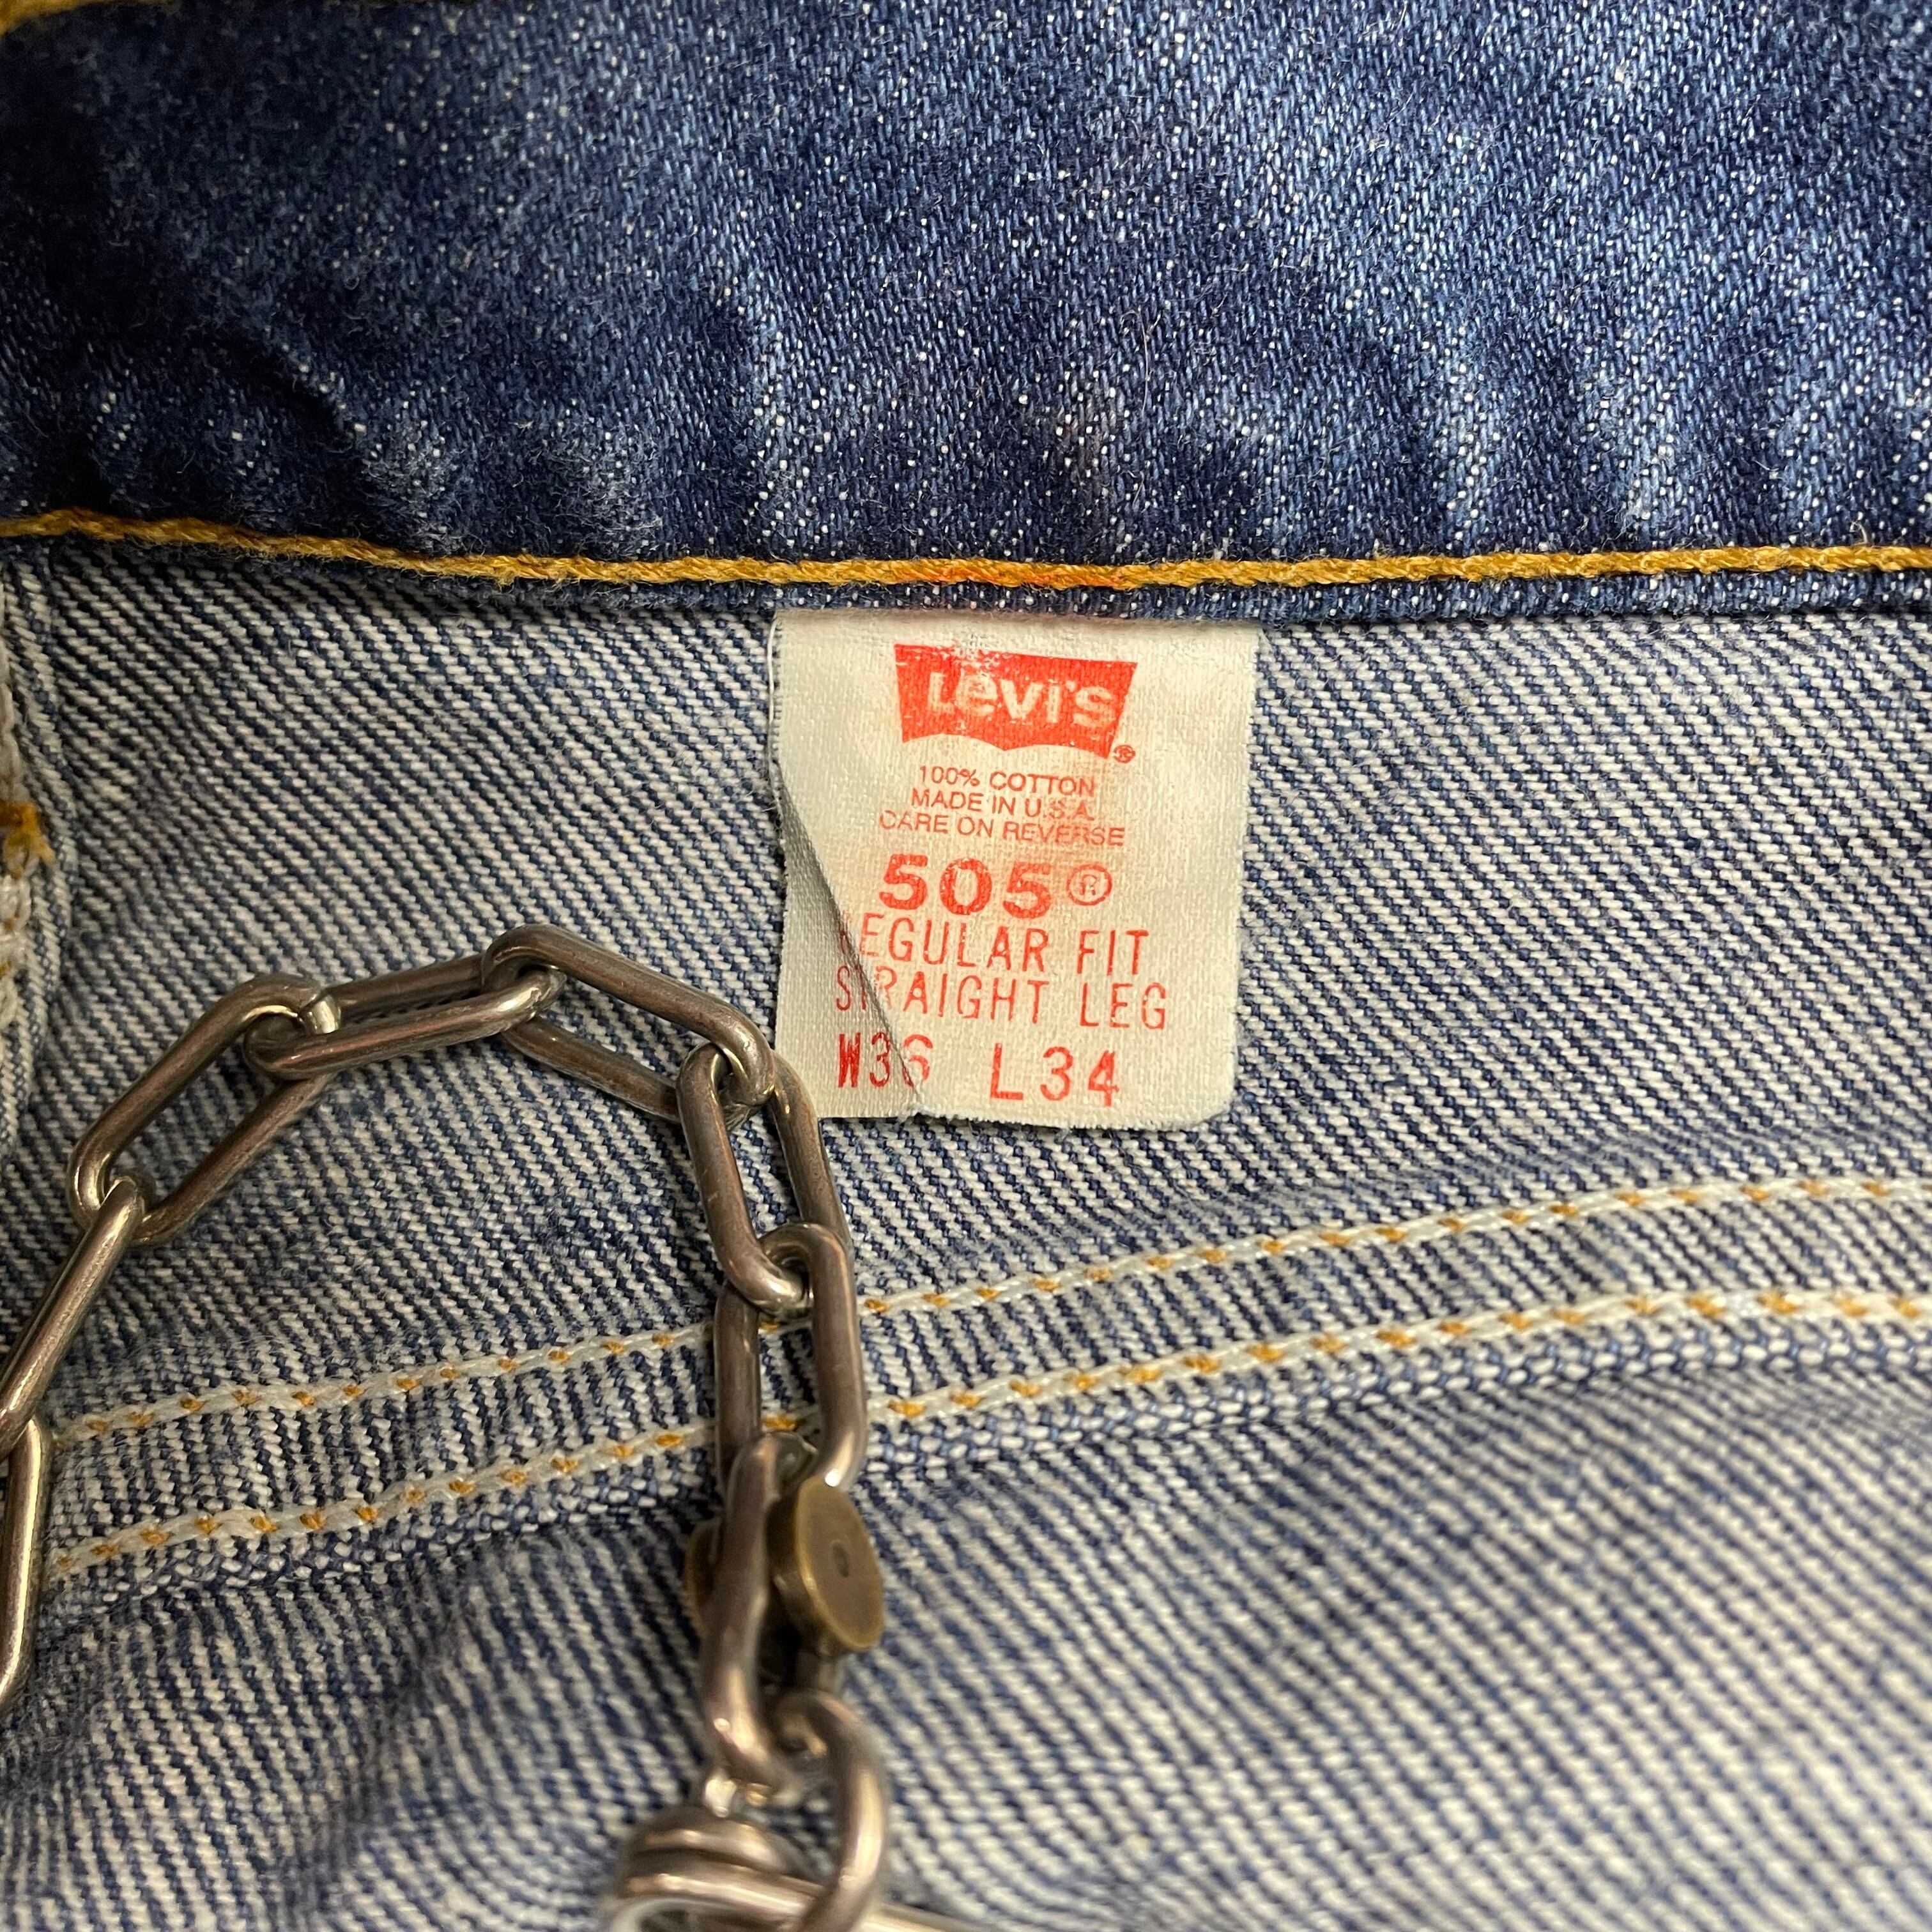 Levi's®
100% COTTON
MADE IN U.S.A.
CARE ON REVERSE
505®
REGULAR FIT
STRAIGHT LEG
W36 L34